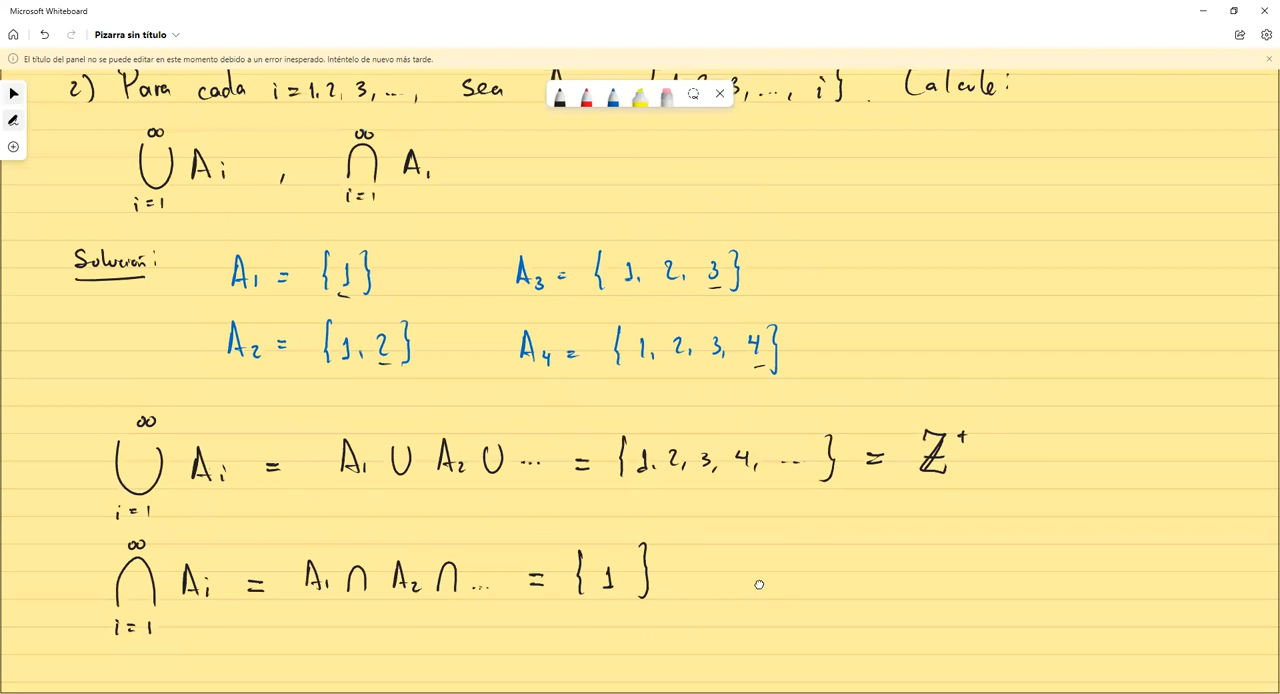 Microsoft Whiteboard
Pizarra sin título
El título del panel no se puede editar en este momento debido a un error inesperado. Inténtelo de nuevo más tarde.
2) Para cada i = 1, 2, 3, ..., sea 3, ..., i}. Calcule:
∞ ⋃ i=1 Ai , ∞ ⋂ i=1 Ai
Solución:
A1 = {1} A3 = {1, 2, 3}
A2 = {1, 2} A4 = {1, 2, 3, 4}
∞ ⋃ i=1 Ai = A1 ∪ A2 ∪ ... = {1, 2, 3, 4, ...} = ℤ+
∞ ⋂ i=1 Ai = A1 ∩ A2 ∩ ... = {1}